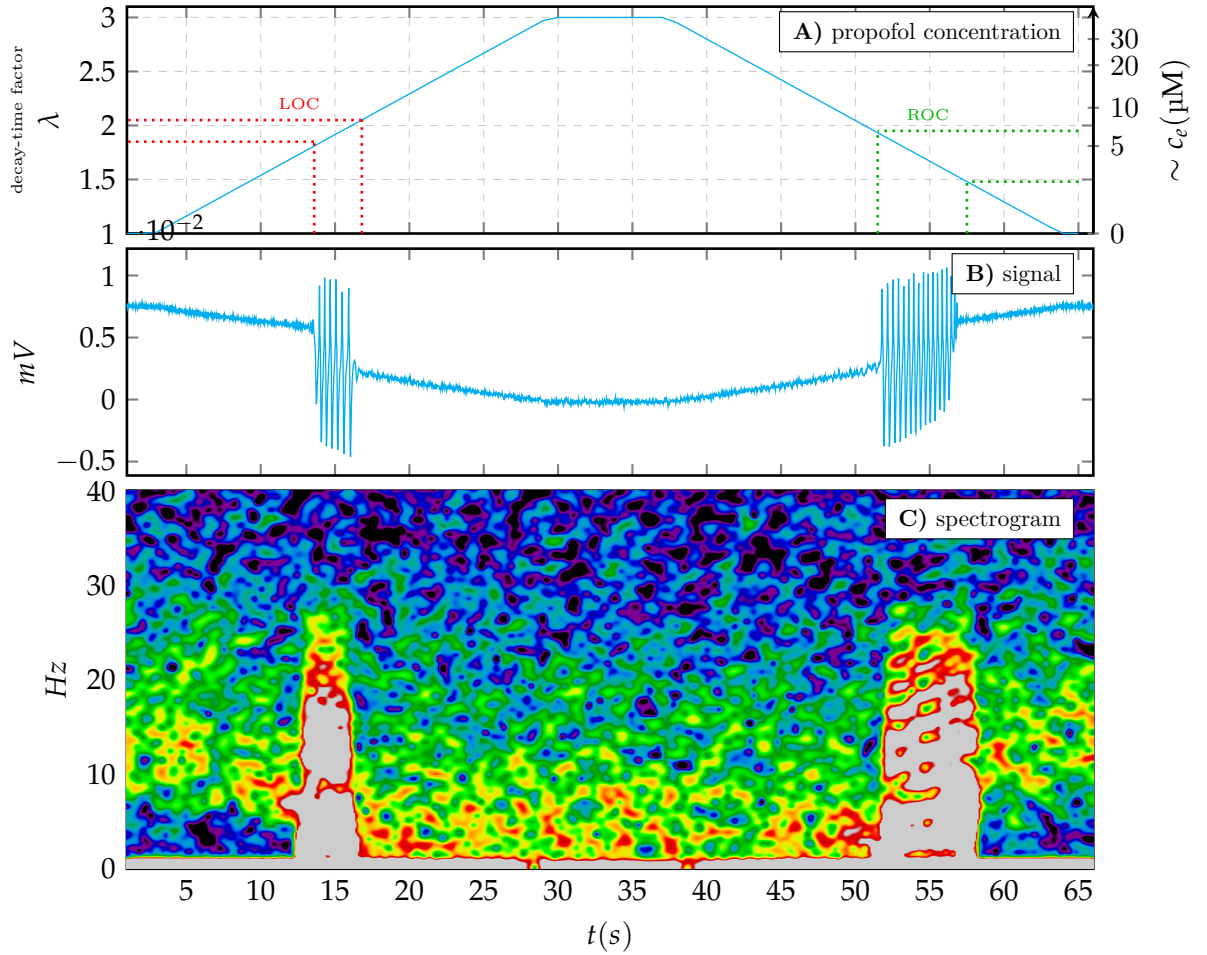 A) propofol concentration
decay-time factor
λ
3
2.5
2
1.5
1
LOC
ROC
30
20
10
5
0
∼ cₑ(µM)
·10⁻²
B) signal
mV
1
0.5
0
−0.5
C) spectrogram
Hz
40
30
20
10
0
5 10 15 20 25 30 35 40 45 50 55 60 65
t(s)